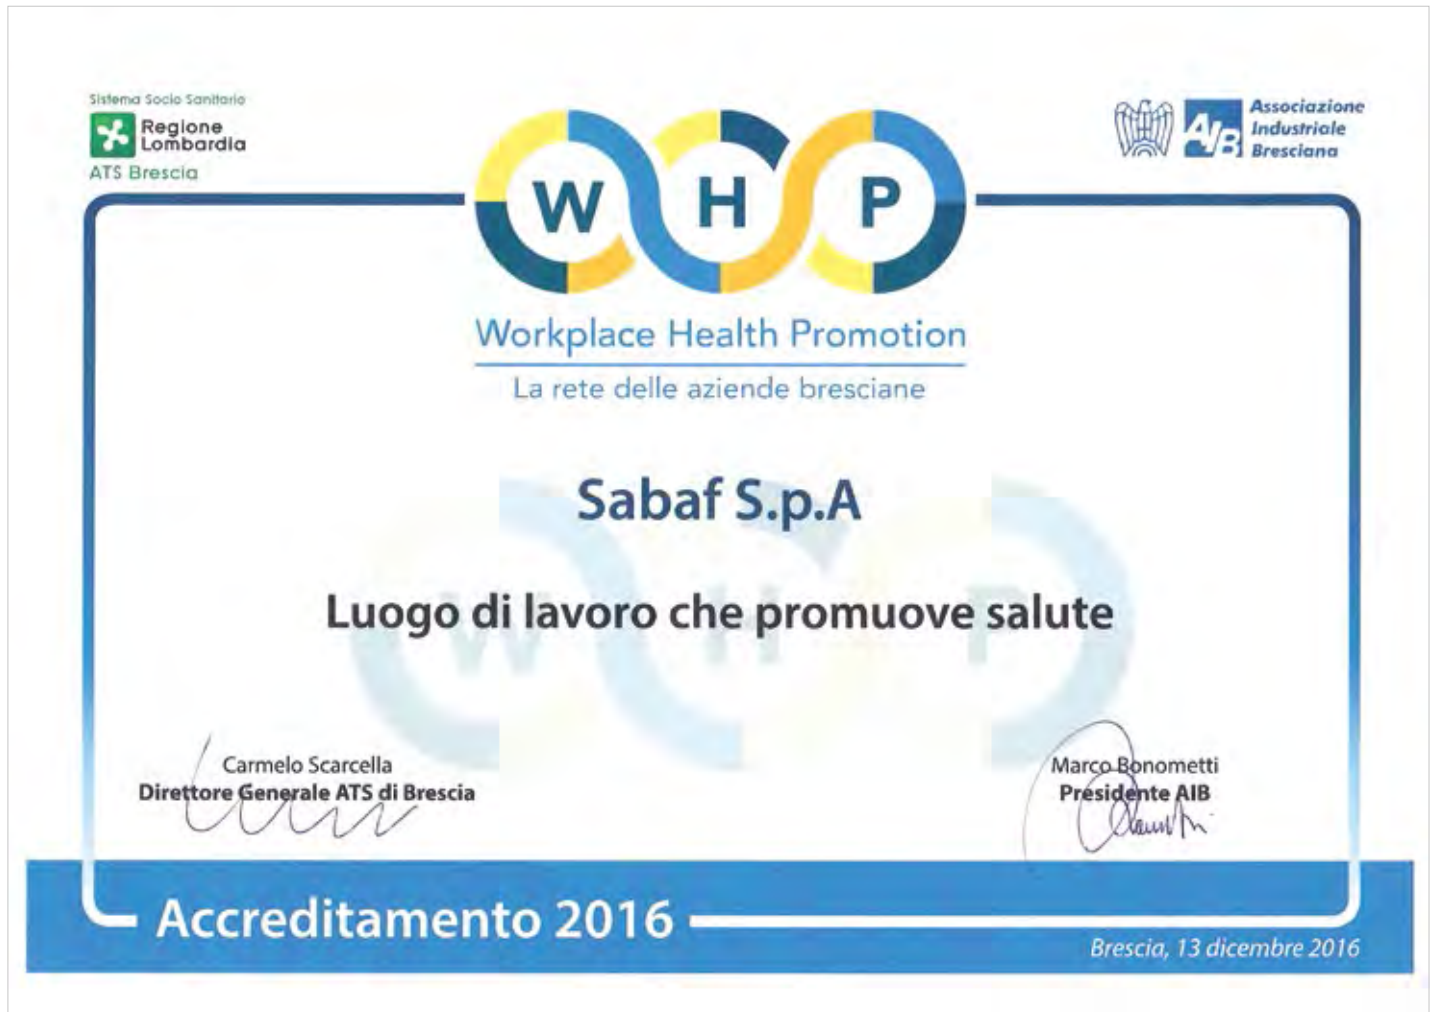 Sistema Socio Sanitario
Regione
Lombardia
ATS Brescia
W H P
AIB
Associazione
Industriale
Bresciana
Workplace Health Promotion
La rete delle aziende bresciane
Sabaf S.p.A
Luogo di lavoro che promuove salute
W H P
Carmelo Scarcella
Direttore Generale ATS di Brescia
Marco Bonometti
Presidente AIB
Accreditamento 2016
Brescia, 13 dicembre 2016